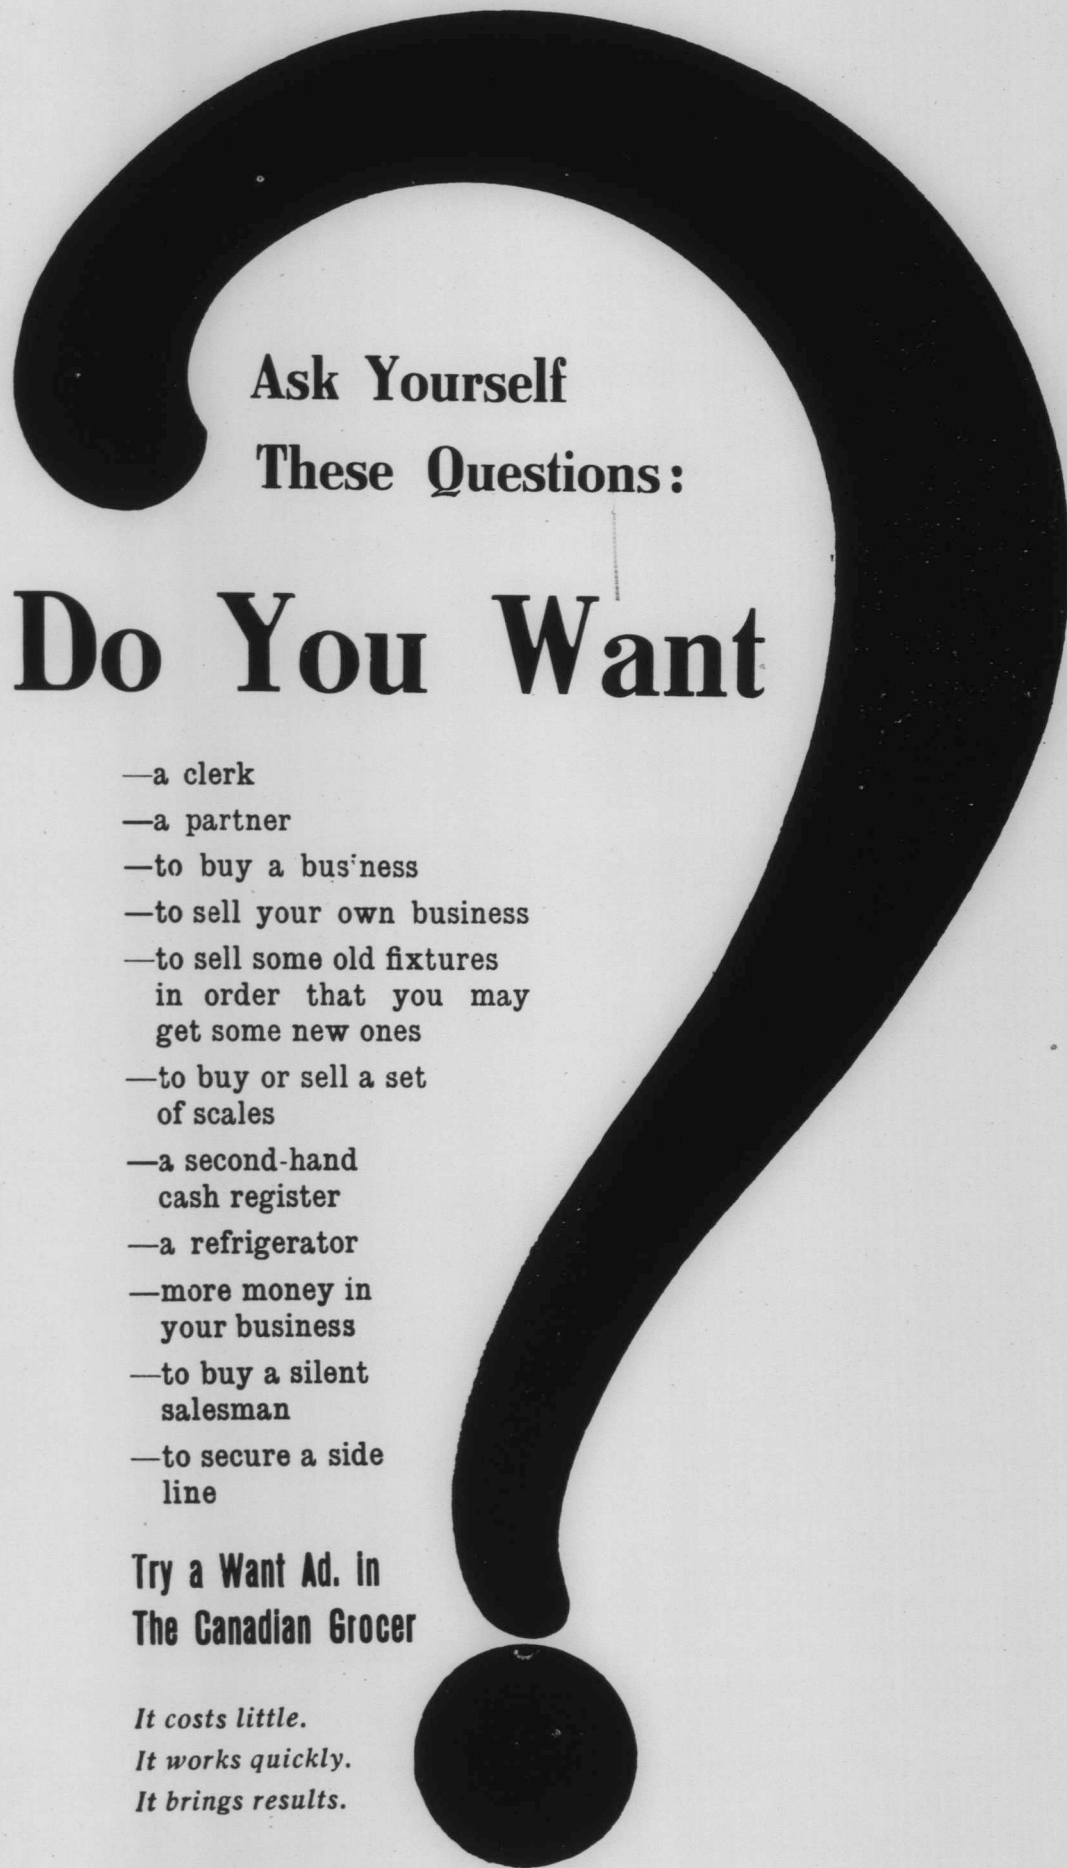 Ask Yourself
These Questions:
Do You Want
—a clerk
—a partner
—to buy a business
—to sell your own business
—to sell some old fixtures
in order that you may
get some new ones
—to buy or sell a set
of scales
—a second-hand
cash register
—a refrigerator
—more money in
your business
—to buy a silent
salesman
—to secure a side
line
Try a Want Ad. in
The Canadian Grocer
It costs little.
It works quickly.
It brings results.
?